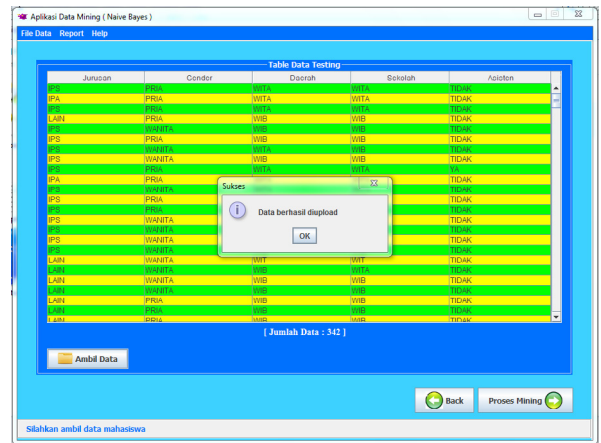 Aplikasi Data Mining ( Naive Bayes )
File Data Report Help
Table Data Testing
Jurusan Gender Daerah Sekolah Asisten
IPS PRIA WITA WITA TIDAK
IPA PRIA WITA WITA TIDAK
IPS PRIA WITA WITA TIDAK
LAIN PRIA WIB WIB TIDAK
IPS WANITA WIB WIB TIDAK
IPS PRIA WIB WIB TIDAK
IPS WANITA WITA WITA TIDAK
IPS WANITA WIB WIB TIDAK
IPS PRIA WITA WITA YA
IPA PRIA TIDAK
IPS WANITA TIDAK
IPS PRIA TIDAK
IPS PRIA TIDAK
IPS WANITA TIDAK
IPS WANITA TIDAK
IPS WANITA TIDAK
IPS WANITA TIDAK
LAIN WANITA WIT WIT TIDAK
LAIN WANITA WIB WITA TIDAK
LAIN WANITA WIB WIB TIDAK
LAIN PRIA WIB WIB TIDAK
LAIN PRIA WIB WIB TIDAK
LAIN PRIA WIB WIB TIDAK
Sukses
Data berhasil diupload
OK
[ Jumlah Data : 342 ]
Ambil Data
Back Proses Mining
Silahkan ambil data mahasiswa